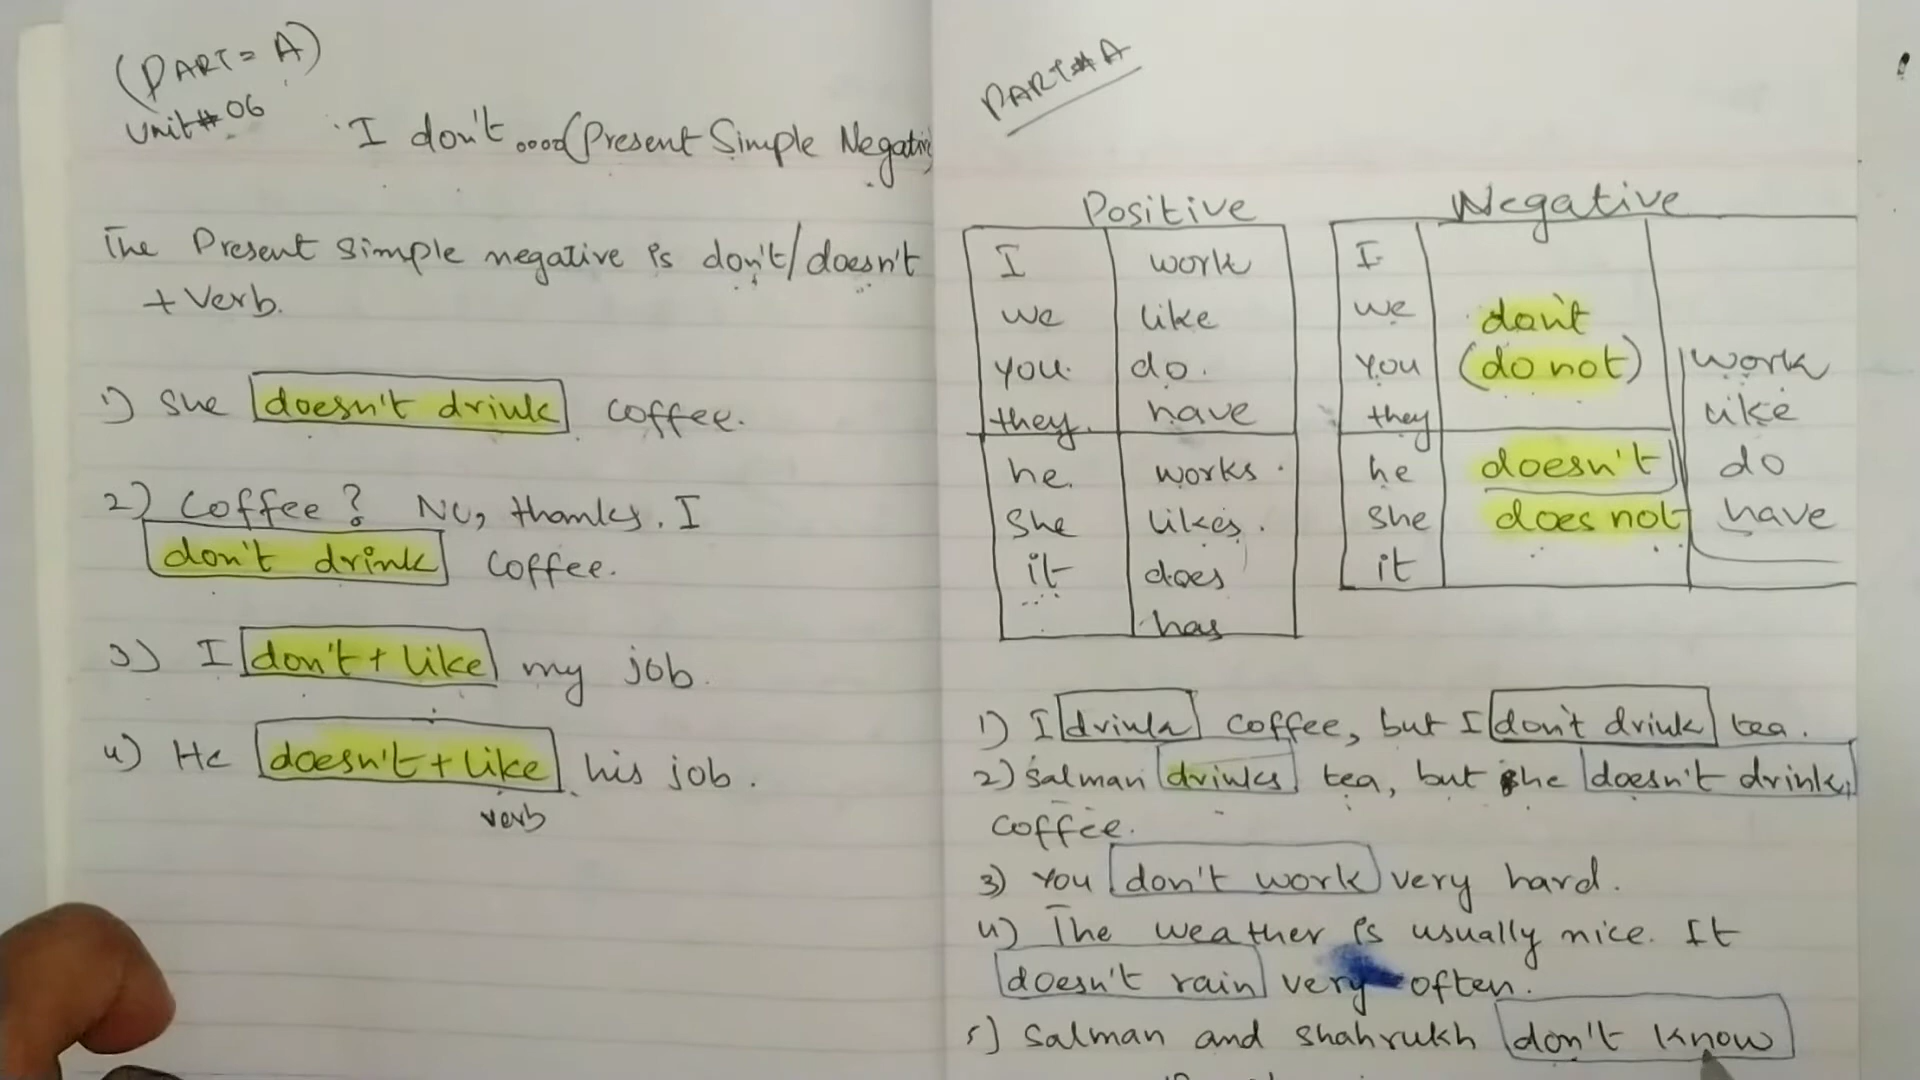 (PART= A)
Unit# 06
I don't ....(Present Simple Negative
The Present Simple negative is don't/doesn't
+ Verb.
1) She doesn't drink coffee.
2) Coffee? No, thanks. I
don't drink coffee.
3) I don't + like my job.
4) He doesn't + like his job.
verb
PART# A
Positive
I work
we like
you do.
they. have
he. works
She likes.
it does
has
Negative
I
we don't
you (do not) work
they like
he doesn't do
She does not have
it
1) I drink coffee, but I don't drink tea.
2) Salman drinks tea, but he doesn't drink
coffee.
3) You don't work very hard.
4) The weather is usually nice. It
doesn't rain very often.
5) Salman and Shahrukh don't know